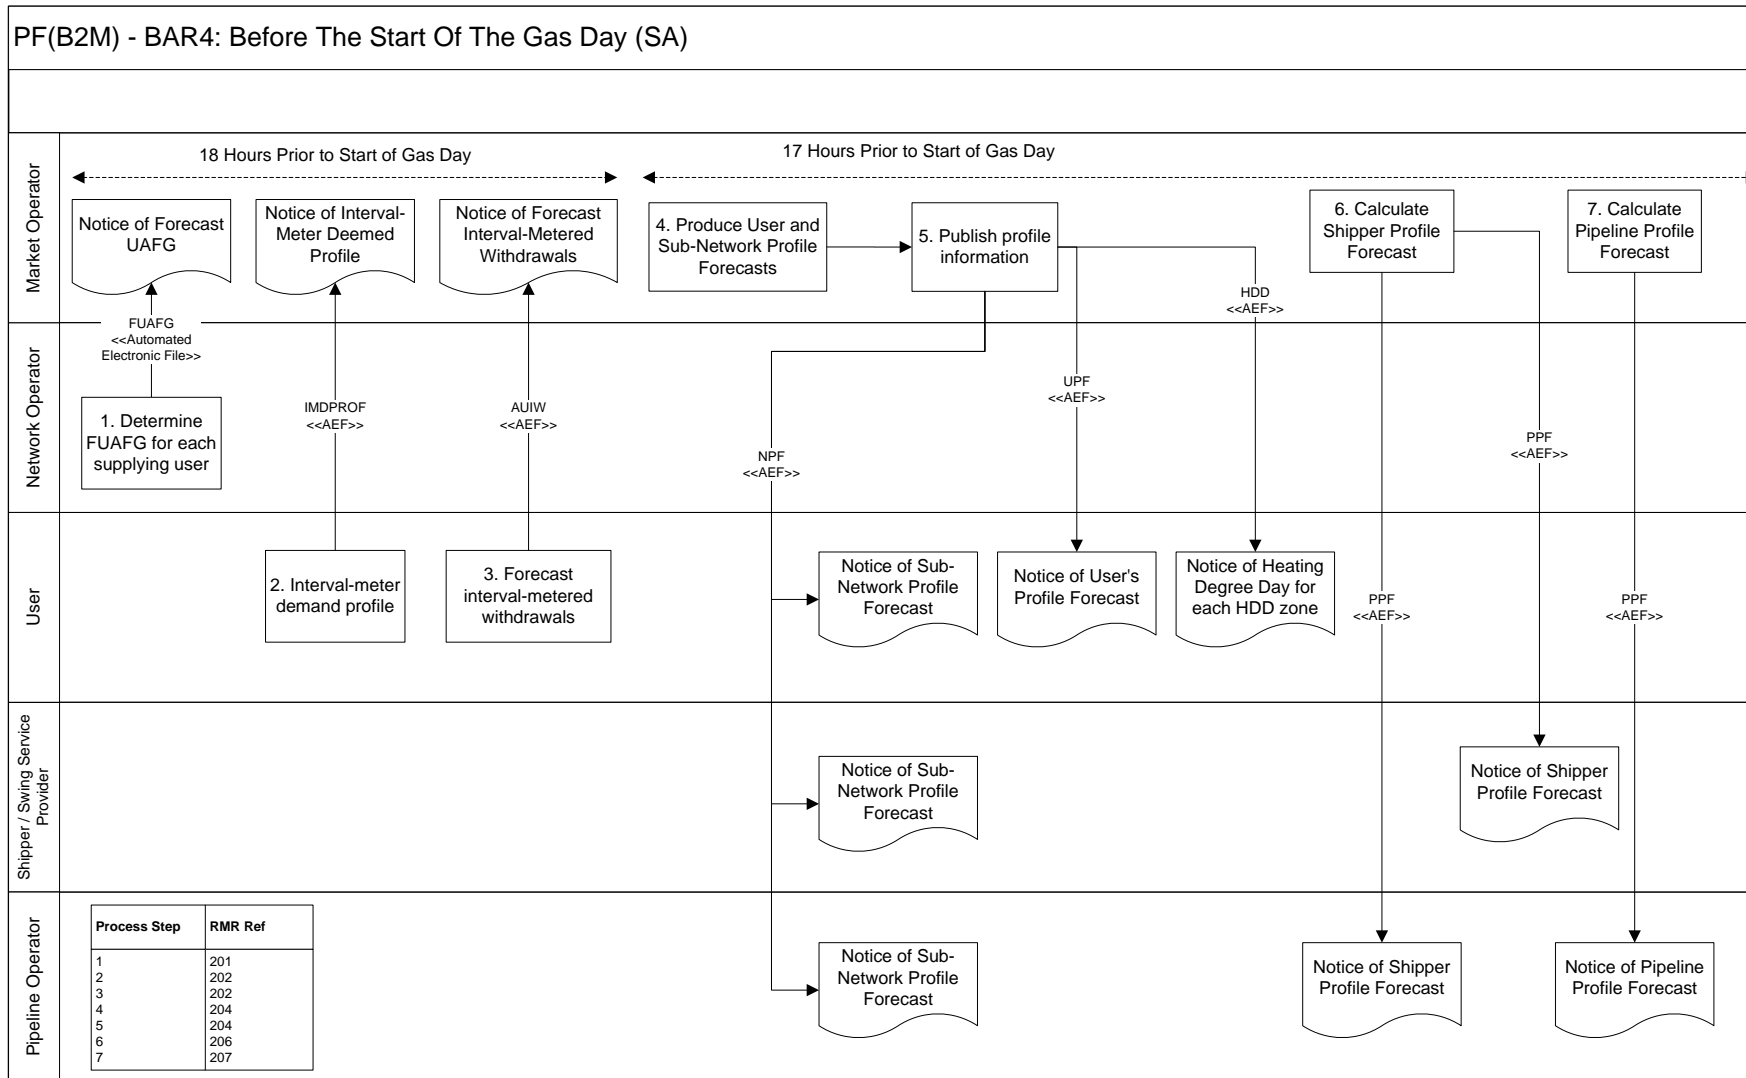 PF(B2M) - BAR4: Before The Start Of The Gas Day (SA)
Market Operator
18 Hours Prior to Start of Gas Day
17 Hours Prior to Start of Gas Day
Notice of Forecast
UAFG
Notice of Interval-
Meter Deemed
Profile
Notice of Forecast
Interval-Metered
Withdrawals
4. Produce User and
Sub-Network Profile
Forecasts
5. Publish profile
information
6. Calculate
Shipper Profile
Forecast
7. Calculate
Pipeline Profile
Forecast
HDD
<<AEF>>
FUAFG
<<Automated
Electronic File>>
Network Operator
1. Determine
FUAFG for each
supplying user
IMDPROF
<<AEF>>
AUIW
<<AEF>>
NPF
<<AEF>>
UPF
<<AEF>>
PPF
<<AEF>>
User
2. Interval-meter
demand profile
3. Forecast
interval-metered
withdrawals
Notice of Sub-
Network Profile
Forecast
Notice of User's
Profile Forecast
Notice of Heating
Degree Day for
each HDD zone
PPF
<<AEF>>
PPF
<<AEF>>
Shipper / Swing Service
Provider
Notice of Sub-
Network Profile
Forecast
Notice of Shipper
Profile Forecast
Pipeline Operator
Process Step RMR Ref
1 201
2 202
3 202
4 204
5 204
6 206
7 207
Notice of Sub-
Network Profile
Forecast
Notice of Shipper
Profile Forecast
Notice of Pipeline
Profile Forecast